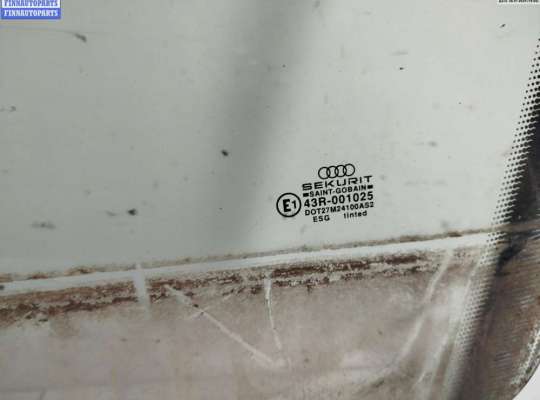 FINNAUTOPARTS
FINNAUTOPARTS
SEKURIT
SAINT-GOBAIN
E1 43R-001025
DOT27M24100AS2
ESG tinted